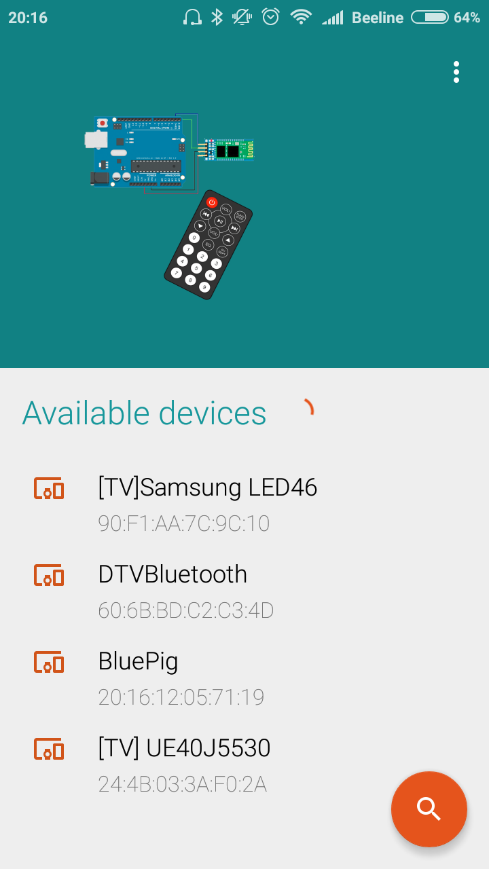 20:16
Beeline
64%
Available devices
[TV]Samsung LED46
90:F1:AA:7C:9C:10
DTVBluetooth
60:6B:BD:C2:C3:4D
BluePig
20:16:12:05:71:19
[TV] UE40J5530
24:4B:03:3A:F0:2A